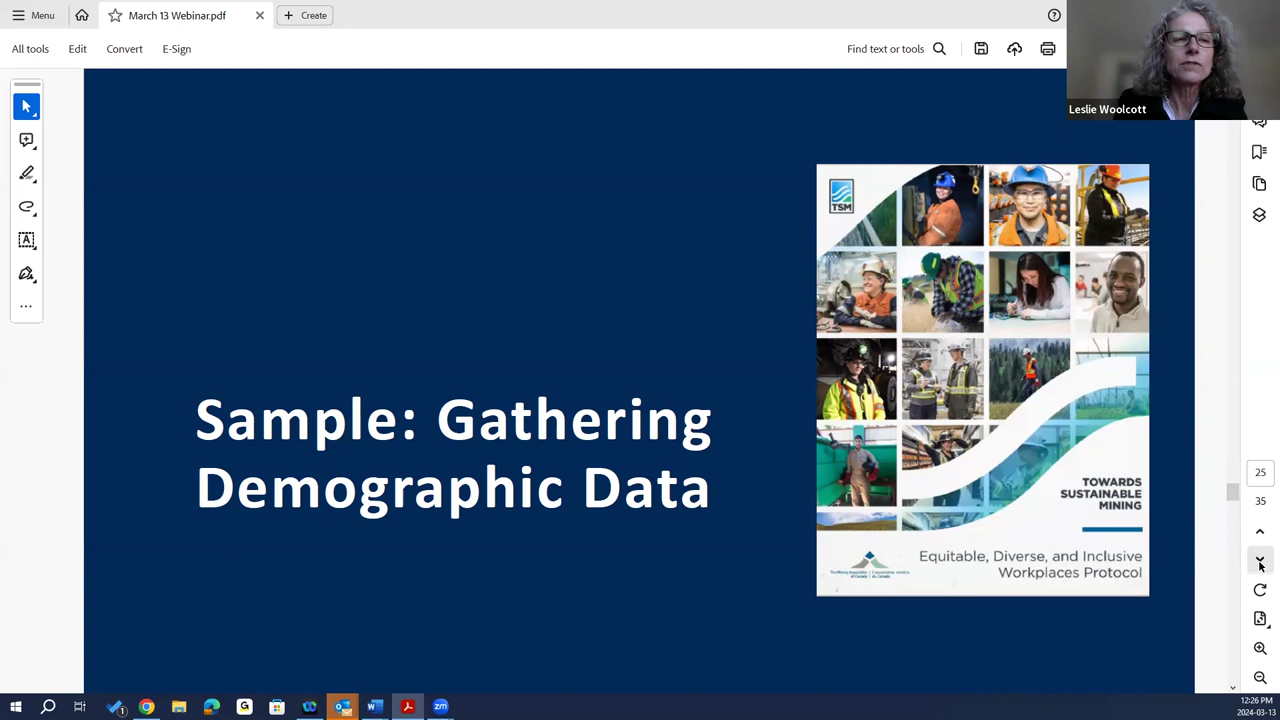 Menu
March 13 Webinar.pdf
Create
All tools
Edit
Convert
E-Sign
Find text or tools
Leslie Woolcott
TSM
Sample: Gathering
Demographic Data
TOWARDS
SUSTAINABLE
MINING
Equitable, Diverse, and Inclusive
Workplaces Protocol
25
35
12:26 PM
2024-03-13